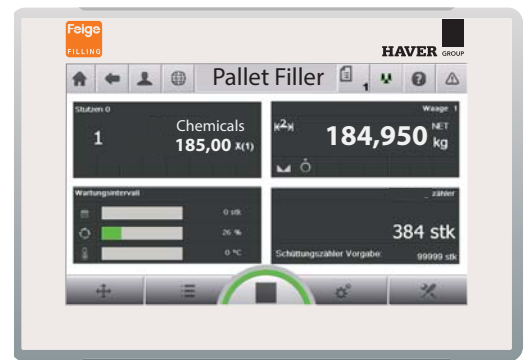 Feige
FILLING
HAVER GROUP
Pallet Filler
1
Stutzen 0
1
Chemicals
185,00 X(1)
Waage 1
184,950 NET kg
Wartungsintervall
0 stk
26 %
0 °C
zähler
384 stk
Schüttungszähler Vorgabe: 99999 stk